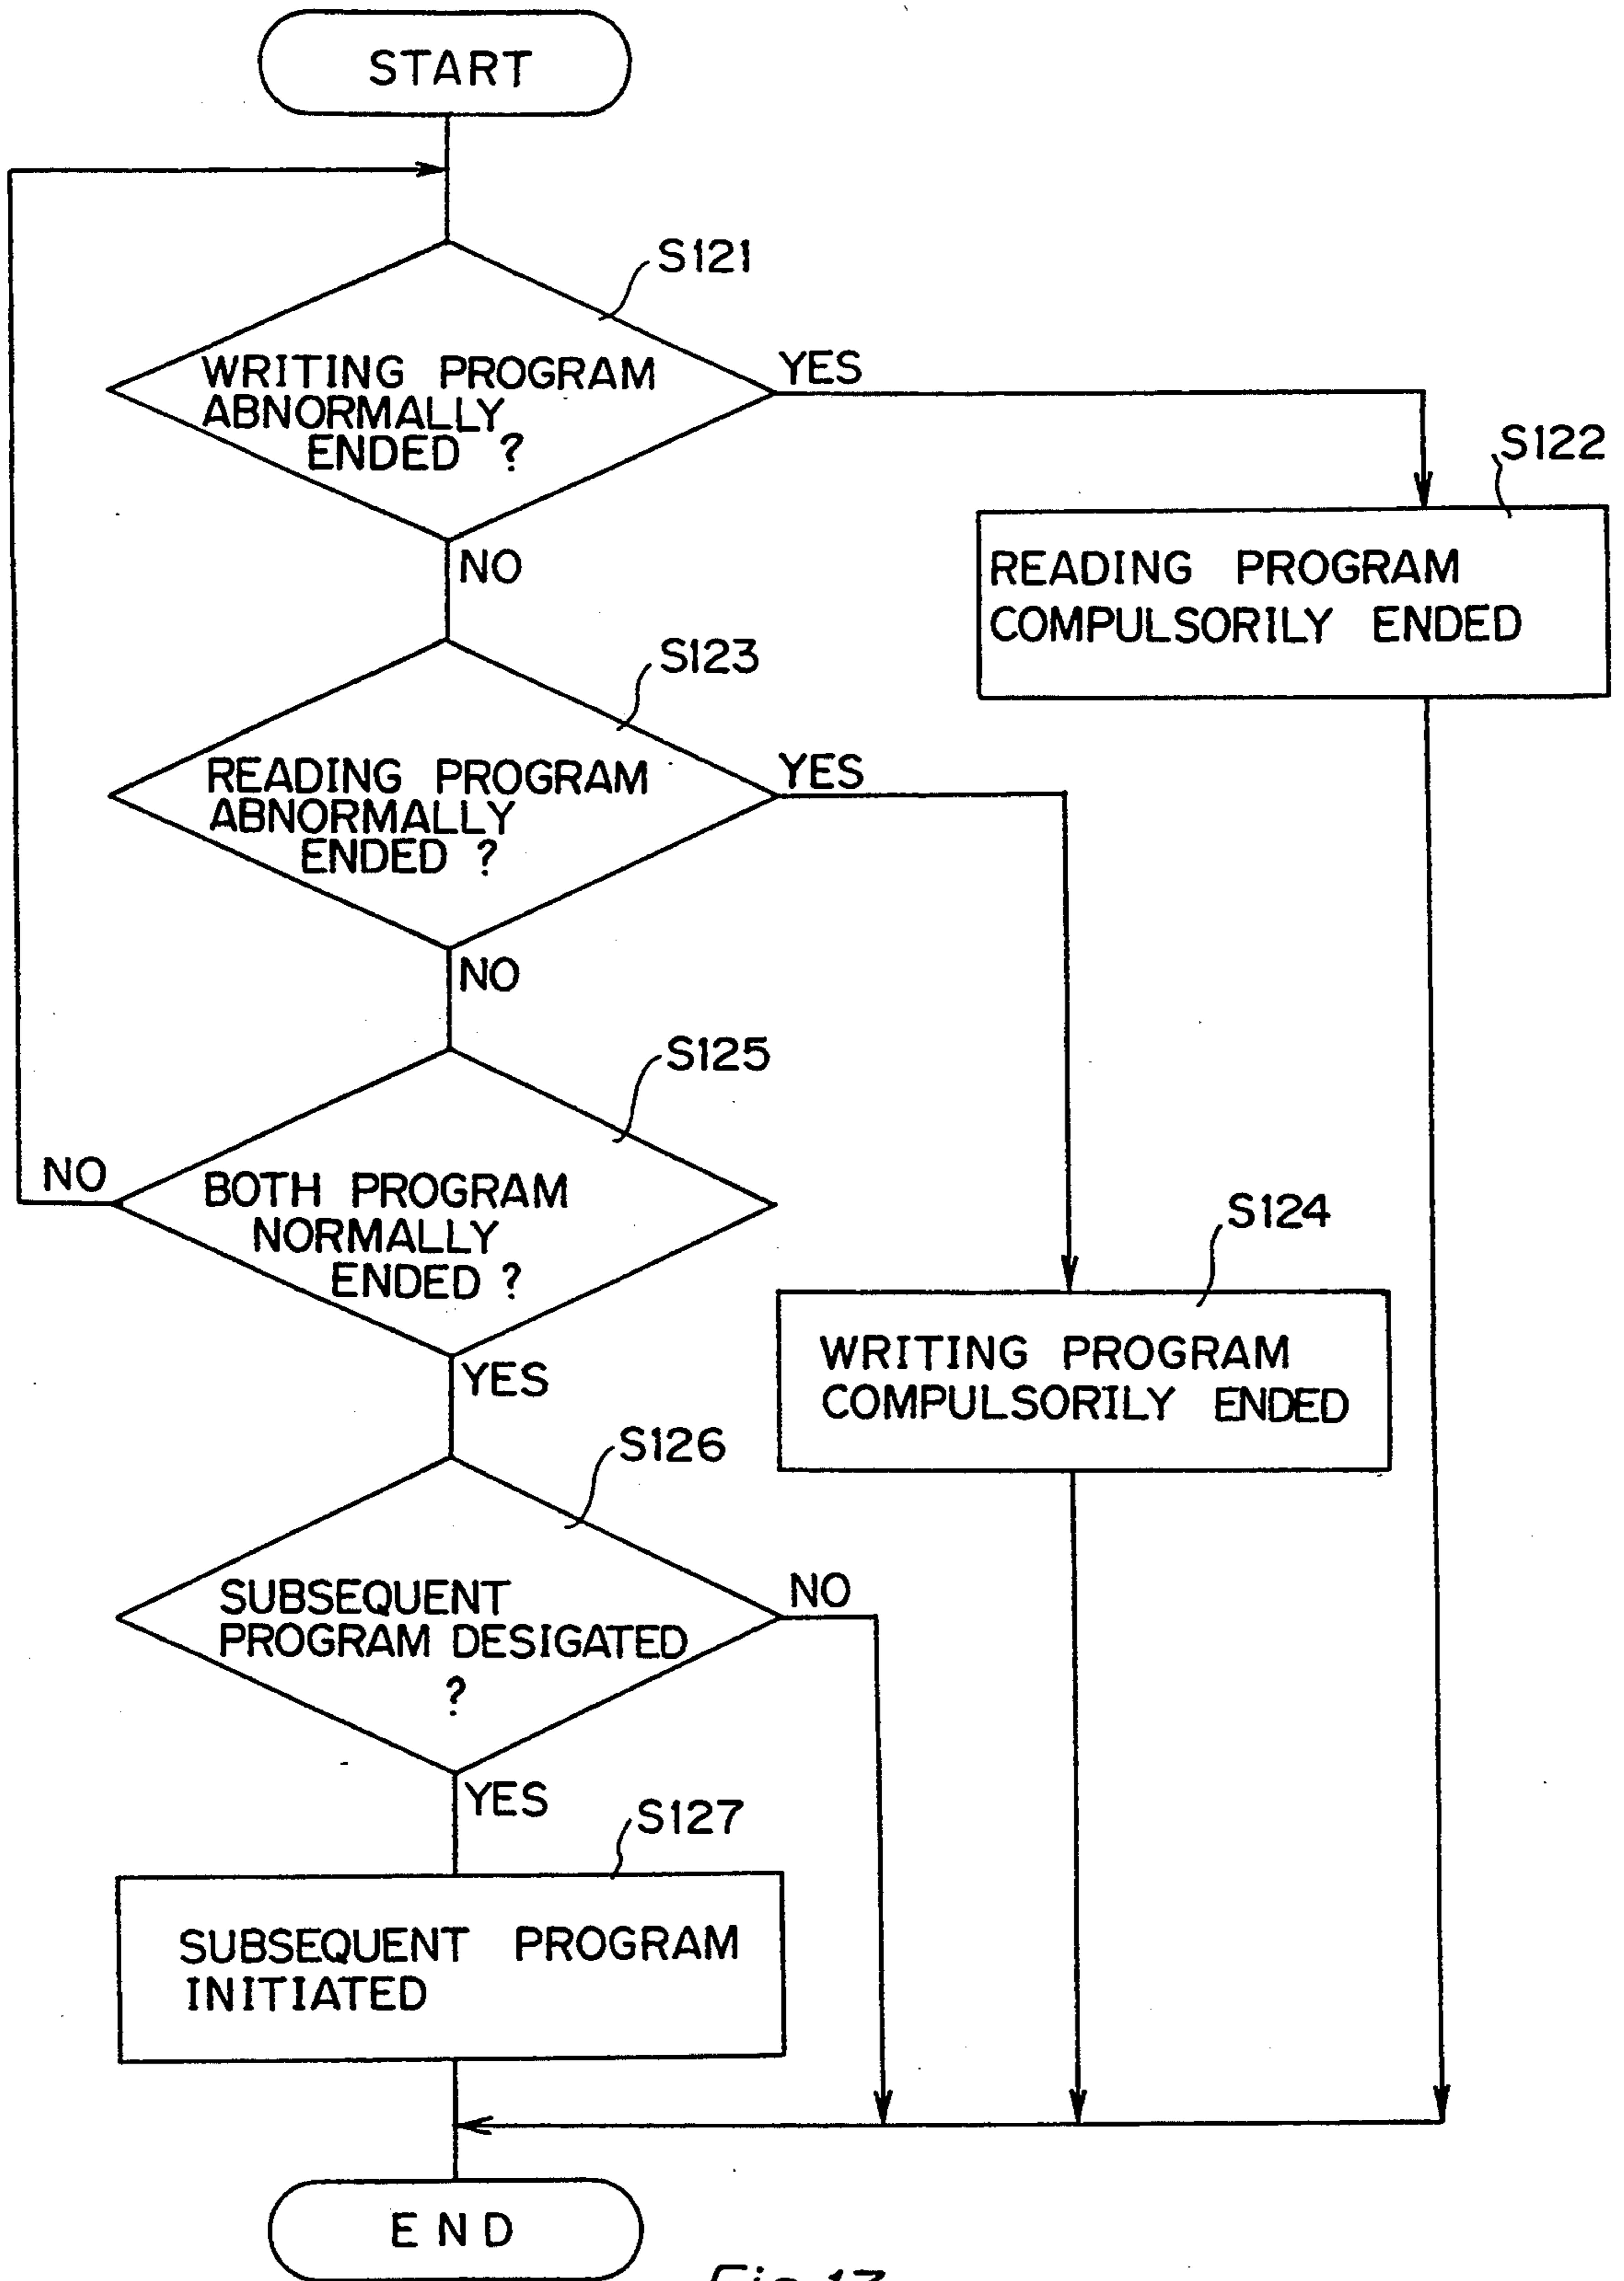 START
S121
WRITING PROGRAM
ABNORMALLY
ENDED ?
YES
S122
READING PROGRAM
COMPULSORILY ENDED
NO
S123
READING PROGRAM
ABNORMALLY
ENDED ?
YES
NO
S125
BOTH PROGRAM
NORMALLY
ENDED ?
NO
S124
WRITING PROGRAM
COMPULSORILY ENDED
YES
S126
SUBSEQUENT
PROGRAM DESIGATED
?
NO
YES
S127
SUBSEQUENT PROGRAM
INITIATED
END